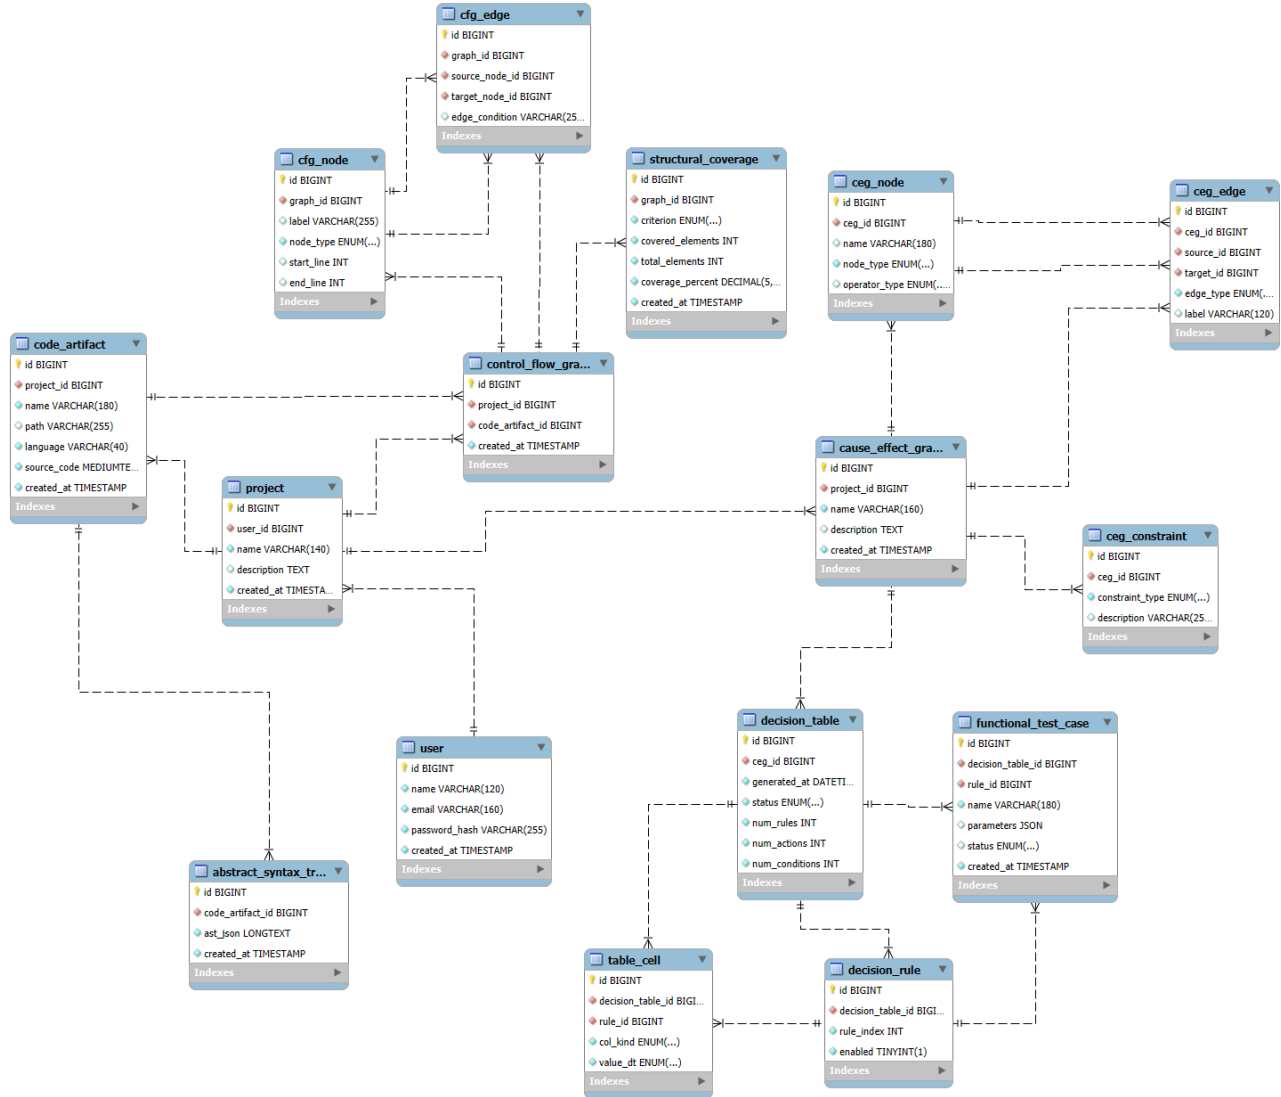 cfg_edge
id BIGINT
graph_id BIGINT
source_node_id BIGINT
target_node_id BIGINT
edge_condition VARCHAR(25...
Indexes
cfg_node
id BIGINT
graph_id BIGINT
label VARCHAR(255)
node_type ENUM(...)
start_line INT
end_line INT
Indexes
structural_coverage
id BIGINT
graph_id BIGINT
criterion ENUM(...)
covered_elements INT
total_elements INT
coverage_percent DECIMAL(5,...
created_at TIMESTAMP
Indexes
ceg_node
id BIGINT
ceg_id BIGINT
name VARCHAR(180)
node_type ENUM(...)
operator_type ENUM(...
Indexes
ceg_edge
id BIGINT
ceg_id BIGINT
source_id BIGINT
target_id BIGINT
edge_type ENUM(...
label VARCHAR(120)
Indexes
code_artifact
id BIGINT
project_id BIGINT
name VARCHAR(180)
path VARCHAR(255)
language VARCHAR(40)
source_code MEDIUMTE...
created_at TIMESTAMP
Indexes
control_flow_gra...
id BIGINT
project_id BIGINT
code_artifact_id BIGINT
created_at TIMESTAMP
Indexes
project
id BIGINT
user_id BIGINT
name VARCHAR(140)
description TEXT
created_at TIMESTA...
Indexes
cause_effect_gra...
id BIGINT
project_id BIGINT
name VARCHAR(160)
description TEXT
created_at TIMESTAMP
Indexes
ceg_constraint
id BIGINT
ceg_id BIGINT
constraint_type ENUM(...)
description VARCHAR(25...
Indexes
user
id BIGINT
name VARCHAR(120)
email VARCHAR(160)
password_hash VARCHAR(255)
created_at TIMESTAMP
Indexes
decision_table
id BIGINT
ceg_id BIGINT
generated_at DATETI...
status ENUM(...)
num_rules INT
num_actions INT
num_conditions INT
Indexes
functional_test_case
id BIGINT
decision_table_id BIGINT
rule_id BIGINT
name VARCHAR(180)
parameters JSON
status ENUM(...)
created_at TIMESTAMP
Indexes
abstract_syntax_tr...
id BIGINT
code_artifact_id BIGINT
ast_json LONGTEXT
created_at TIMESTAMP
Indexes
table_cell
id BIGINT
decision_table_id BIGI...
rule_id BIGINT
col_kind ENUM(...)
value_dt ENUM(...)
Indexes
decision_rule
id BIGINT
decision_table_id BIGI...
rule_index INT
enabled TINYINT(1)
Indexes